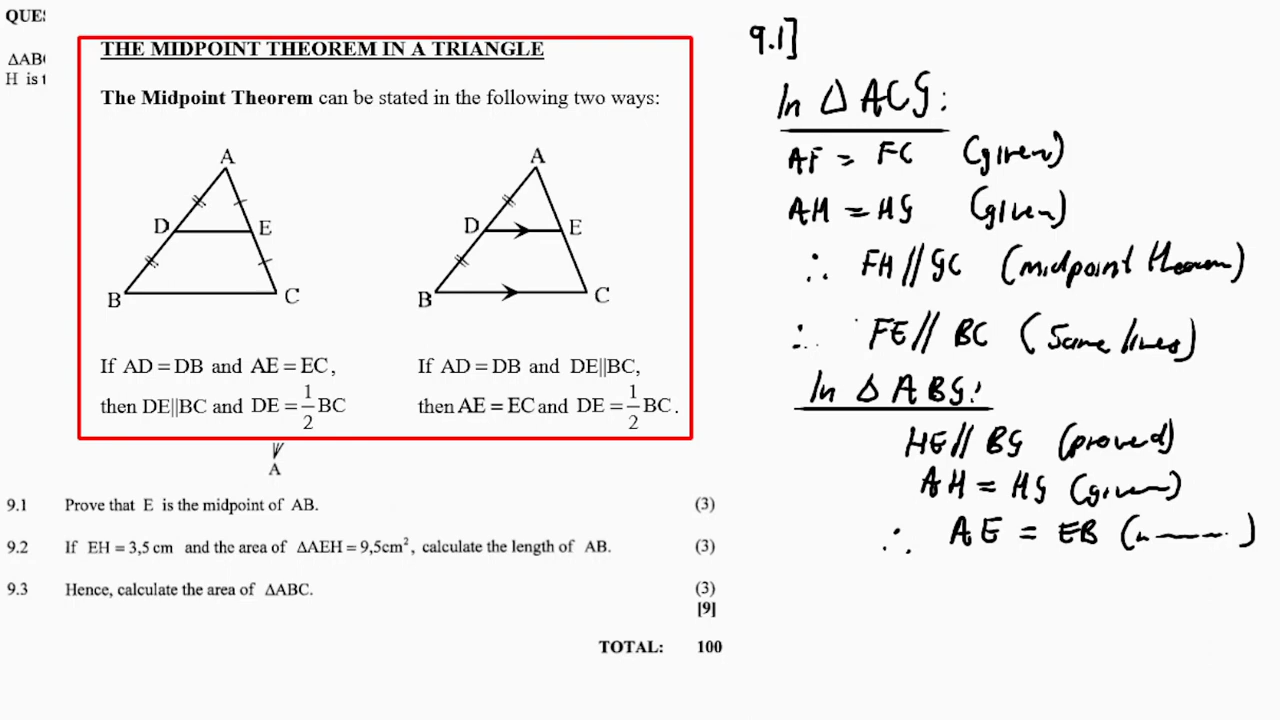 QUES
ΔABC
H is t
THE MIDPOINT THEOREM IN A TRIANGLE
The Midpoint Theorem can be stated in the following two ways:
A
D E
B C
A
D E
B C
If AD = DB and AE = EC,
then DE||BC and DE = 1/2 BC
If AD = DB and DE||BC,
then AE = EC and DE = 1/2 BC.
A
9.1 Prove that E is the midpoint of AB. (3)
9.2 If EH = 3,5 cm and the area of ΔAEH = 9,5cm², calculate the length of AB. (3)
9.3 Hence, calculate the area of ΔABC. (3)
[9]
TOTAL: 100
9.1]
In Δ ACG:
AF = FC (given)
AH = HG (given)
∴ FH // GC (midpoint theorem)
∴ FE // BC (Same lines)
In Δ ABG:
HE // BG (proved)
AH = HG (given)
∴ AE = EB